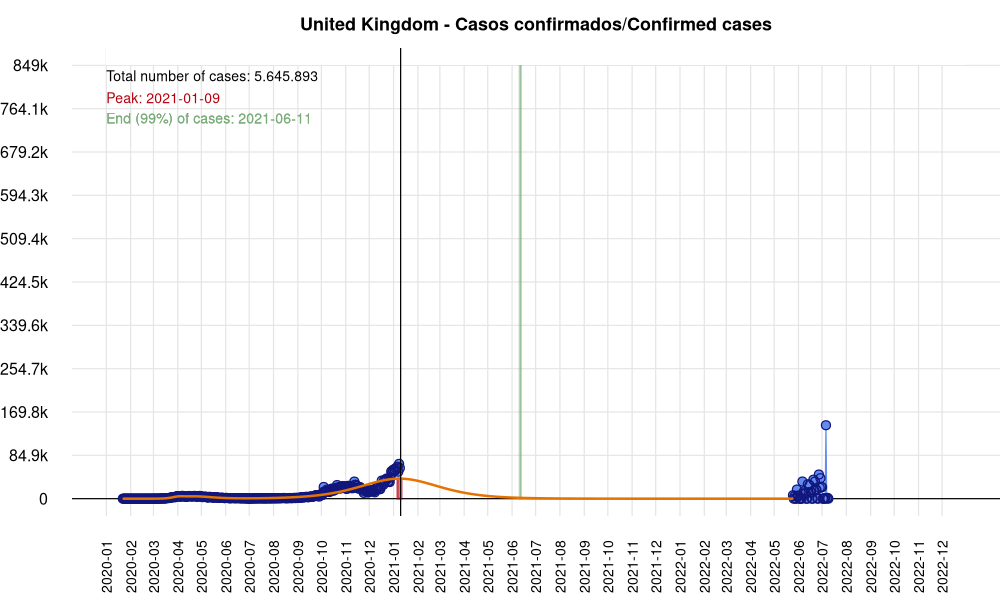 United Kingdom - Casos confirmados/Confirmed cases
849k
Total number of cases: 5.645.893
Peak: 2021-01-09
764.1k
End (99%) of cases: 2021-06-11
679.2k
594.3k
509.4k
424.5k
339.6k
254.7k
169.8k
84.9k
0
2020-01
2020-02
2020-03
2020-04
2020-05
2020-06
2020-07
2020-08
2020-09
2020-10
2020-11
2020-12
2021-01
2021-02
2021-03
2021-04
2021-05
2021-06
2021-07
2021-08
2021-09
2021-10
2021-11
2021-12
2022-01
2022-02
2022-03
2022-04
2022-05
2022-06
2022-07
2022-08
2022-09
2022-10
2022-11
2022-12